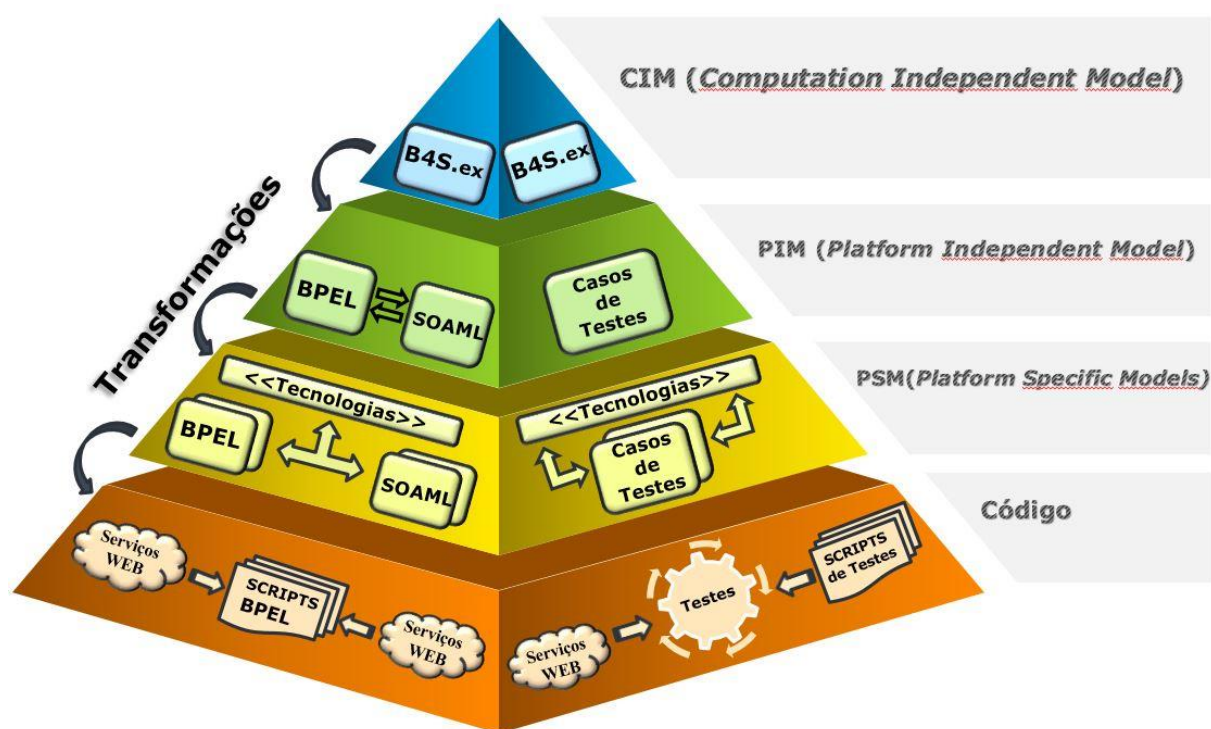 CIM (Computation Independent Model)
B4S.ex
B4S.ex
Transformações
PIM (Platform Independent Model)
BPEL
SOAML
Casos
de
Testes
PSM(Platform Specific Models)
<<Tecnologias>>
<<Tecnologias>>
BPEL
SOAML
Casos
de
Testes
Código
Serviços
WEB
SCRIPTS
BPEL
Serviços
WEB
Serviços
WEB
Testes
SCRIPTS
de Testes